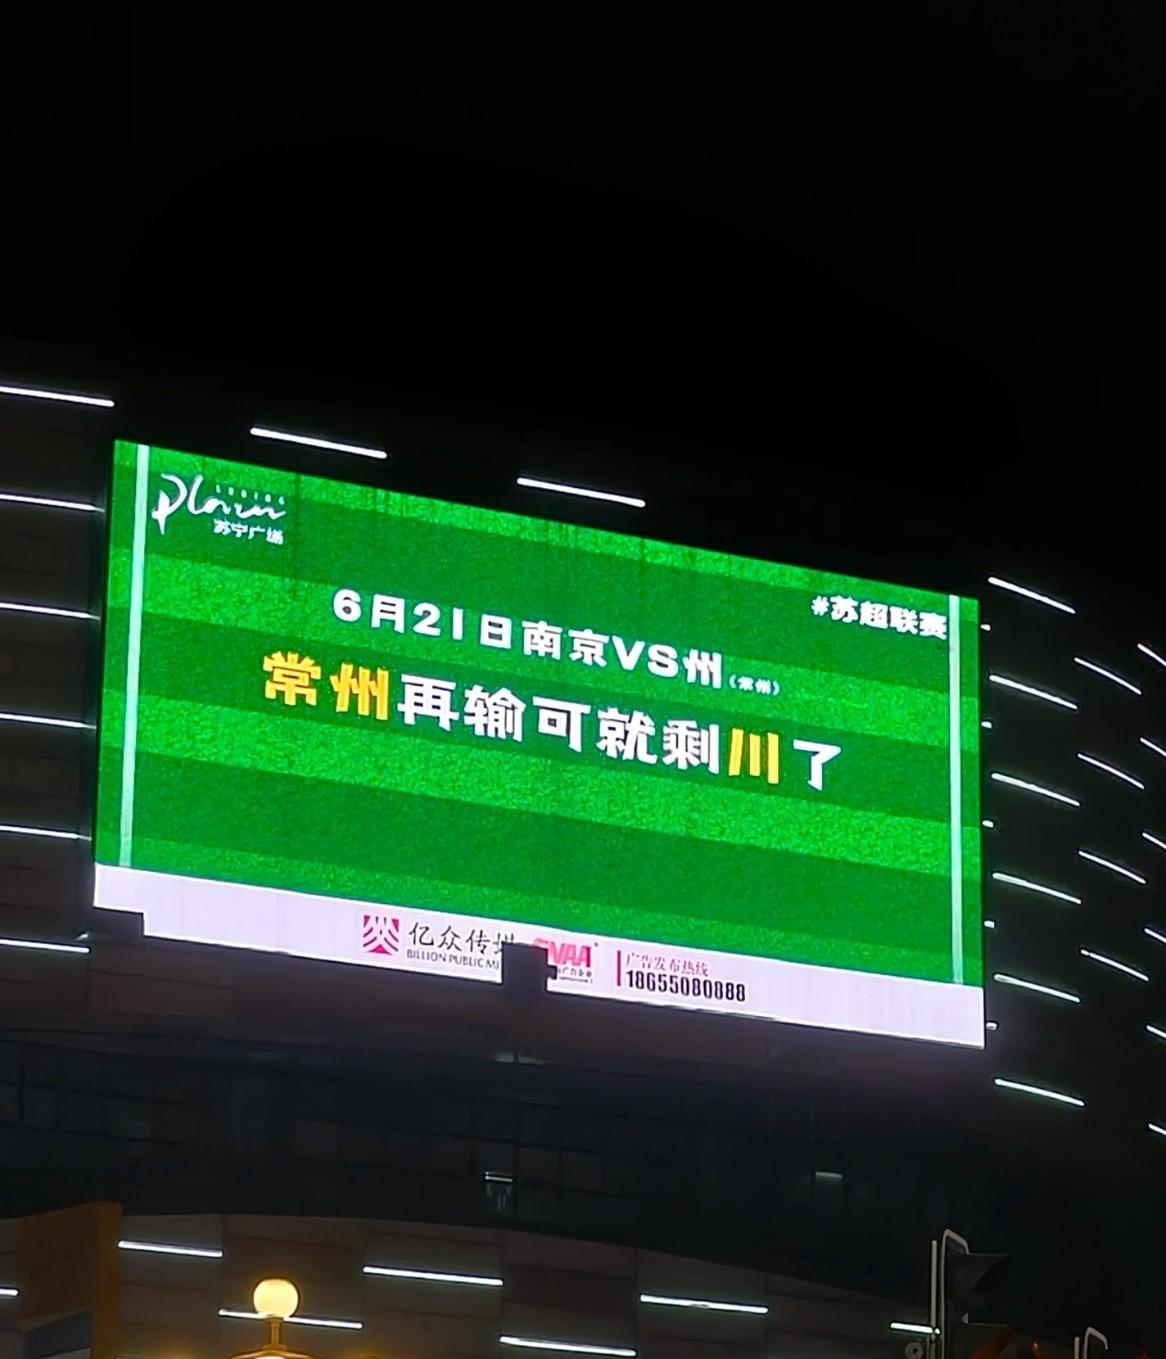 SUNING
Plaza
苏宁广场
#苏超联赛
6月21日南京VS州(常州)
常州再输可就剩川了
亿众传媒
BILLION PUBLIC M
广告发布热线
18655080888